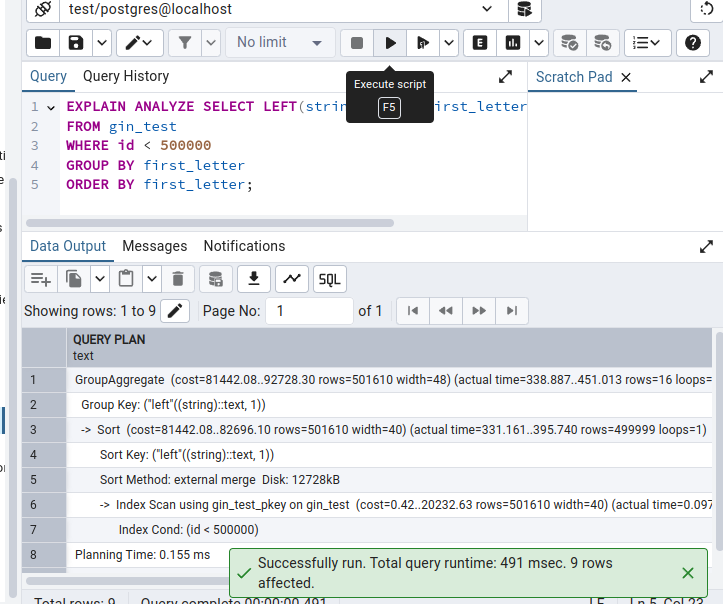 test/postgres@localhost
No limit
E
Query
Query History
Scratch Pad
Execute script
F5
1 EXPLAIN ANALYZE SELECT LEFT(strin irst_letter
2 FROM gin_test
3 WHERE id < 500000
4 GROUP BY first_letter
5 ORDER BY first_letter;
Data Output
Messages
Notifications
SQL
Showing rows: 1 to 9
Page No: 1 of 1
QUERY PLAN
text
1 GroupAggregate (cost=81442.08..92728.30 rows=501610 width=48) (actual time=338.887..451.013 rows=16 loops=
2 Group Key: ("left"((string)::text, 1))
3 -> Sort (cost=81442.08..82696.10 rows=501610 width=40) (actual time=331.161..395.740 rows=499999 loops=1)
4 Sort Key: ("left"((string)::text, 1))
5 Sort Method: external merge Disk: 12728kB
6 -> Index Scan using gin_test_pkey on gin_test (cost=0.42..20232.63 rows=501610 width=40) (actual time=0.097
7 Index Cond: (id < 500000)
8 Planning Time: 0.155 ms
Successfully run. Total query runtime: 491 msec. 9 rows
affected.
Total rows: 9
Query complete 00:00:00.491
LF
Ln 5, Col 23